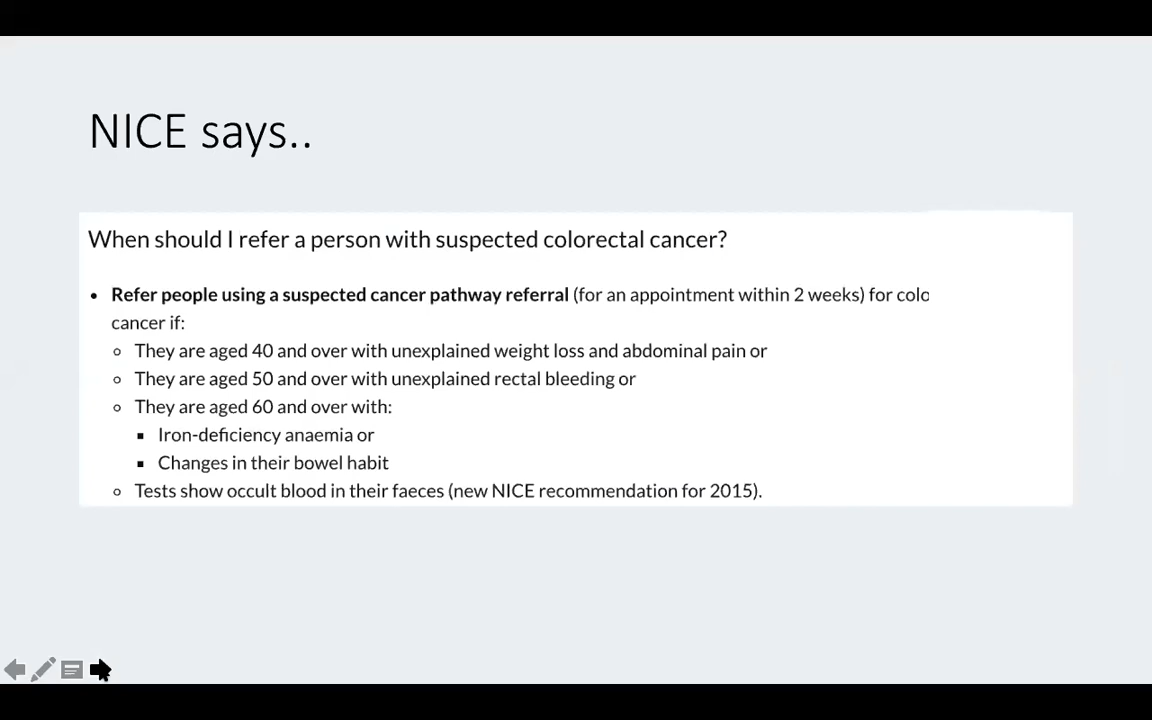 NICE says..
When should I refer a person with suspected colorectal cancer?
• Refer people using a suspected cancer pathway referral (for an appointment within 2 weeks) for colo
cancer if:
◦ They are aged 40 and over with unexplained weight loss and abdominal pain or
◦ They are aged 50 and over with unexplained rectal bleeding or
◦ They are aged 60 and over with:
▪ Iron-deficiency anaemia or
▪ Changes in their bowel habit
◦ Tests show occult blood in their faeces (new NICE recommendation for 2015).